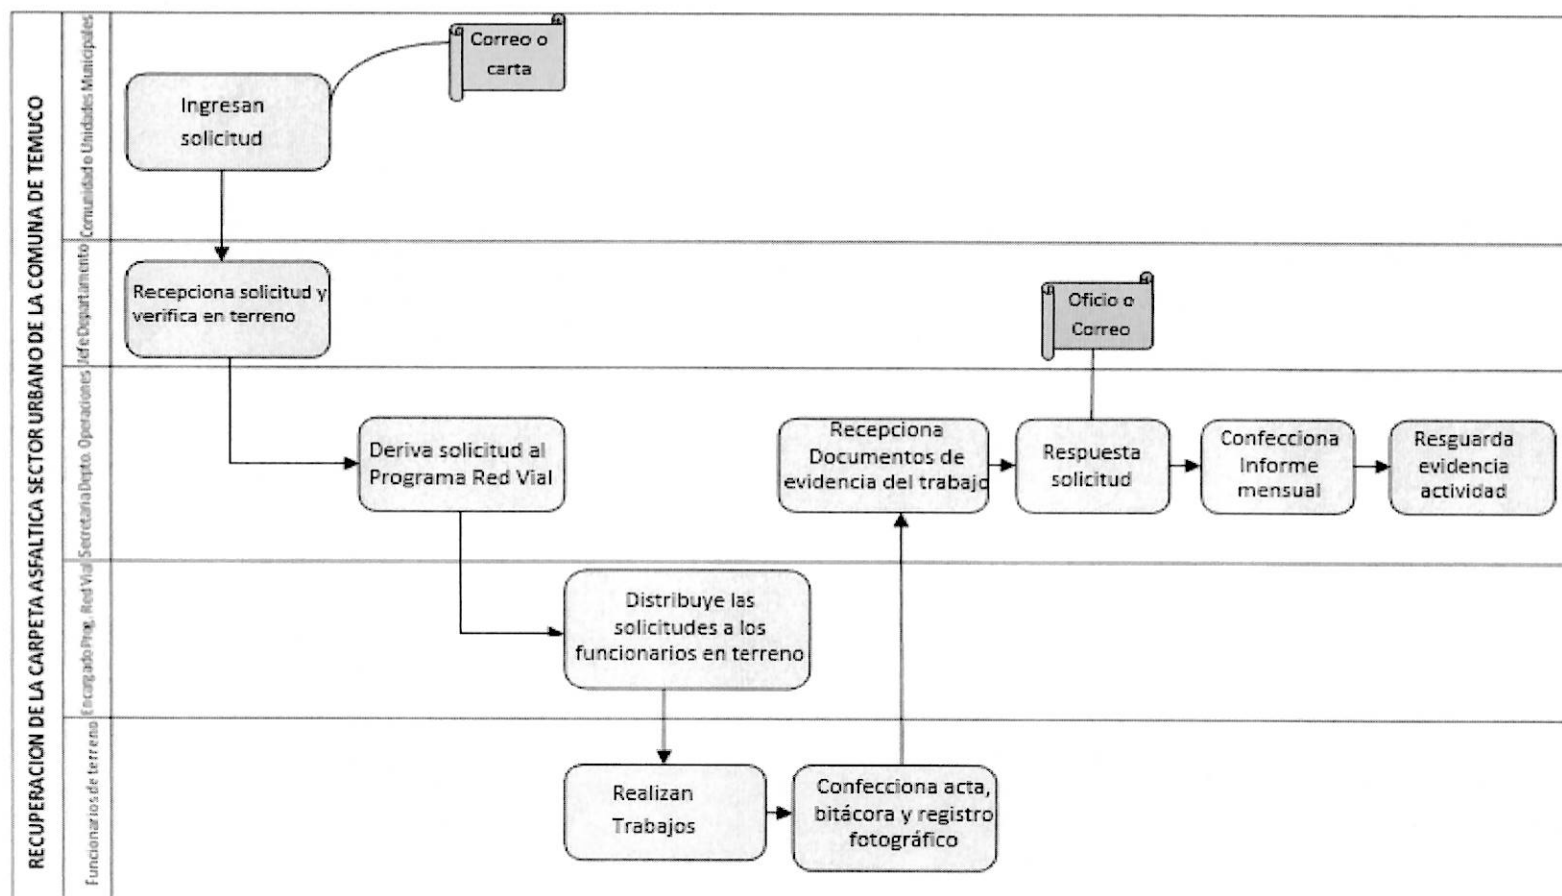 RECUPERACION DE LA CARPETA ASFALTICA SECTOR URBANO DE LA COMUNA DE TEMUCO
Comunidad o Unidades Municipales
Correo o
carta
Ingresan
solicitud
Jefe Departamento
Recepciona solicitud y
verifica en terreno
Oficio o
Correo
Secretaria Depto. Operaciones
Deriva solicitud al
Programa Red Vial
Recepciona
Documentos de
evidencia del trabajo
Respuesta
solicitud
Confecciona
Informe
mensual
Resguarda
evidencia
actividad
Encargado Prog. Red Vial
Distribuye las
solicitudes a los
funcionarios en terreno
Funcionarios de terreno
Realizan
Trabajos
Confecciona acta,
bitácora y registro
fotográfico